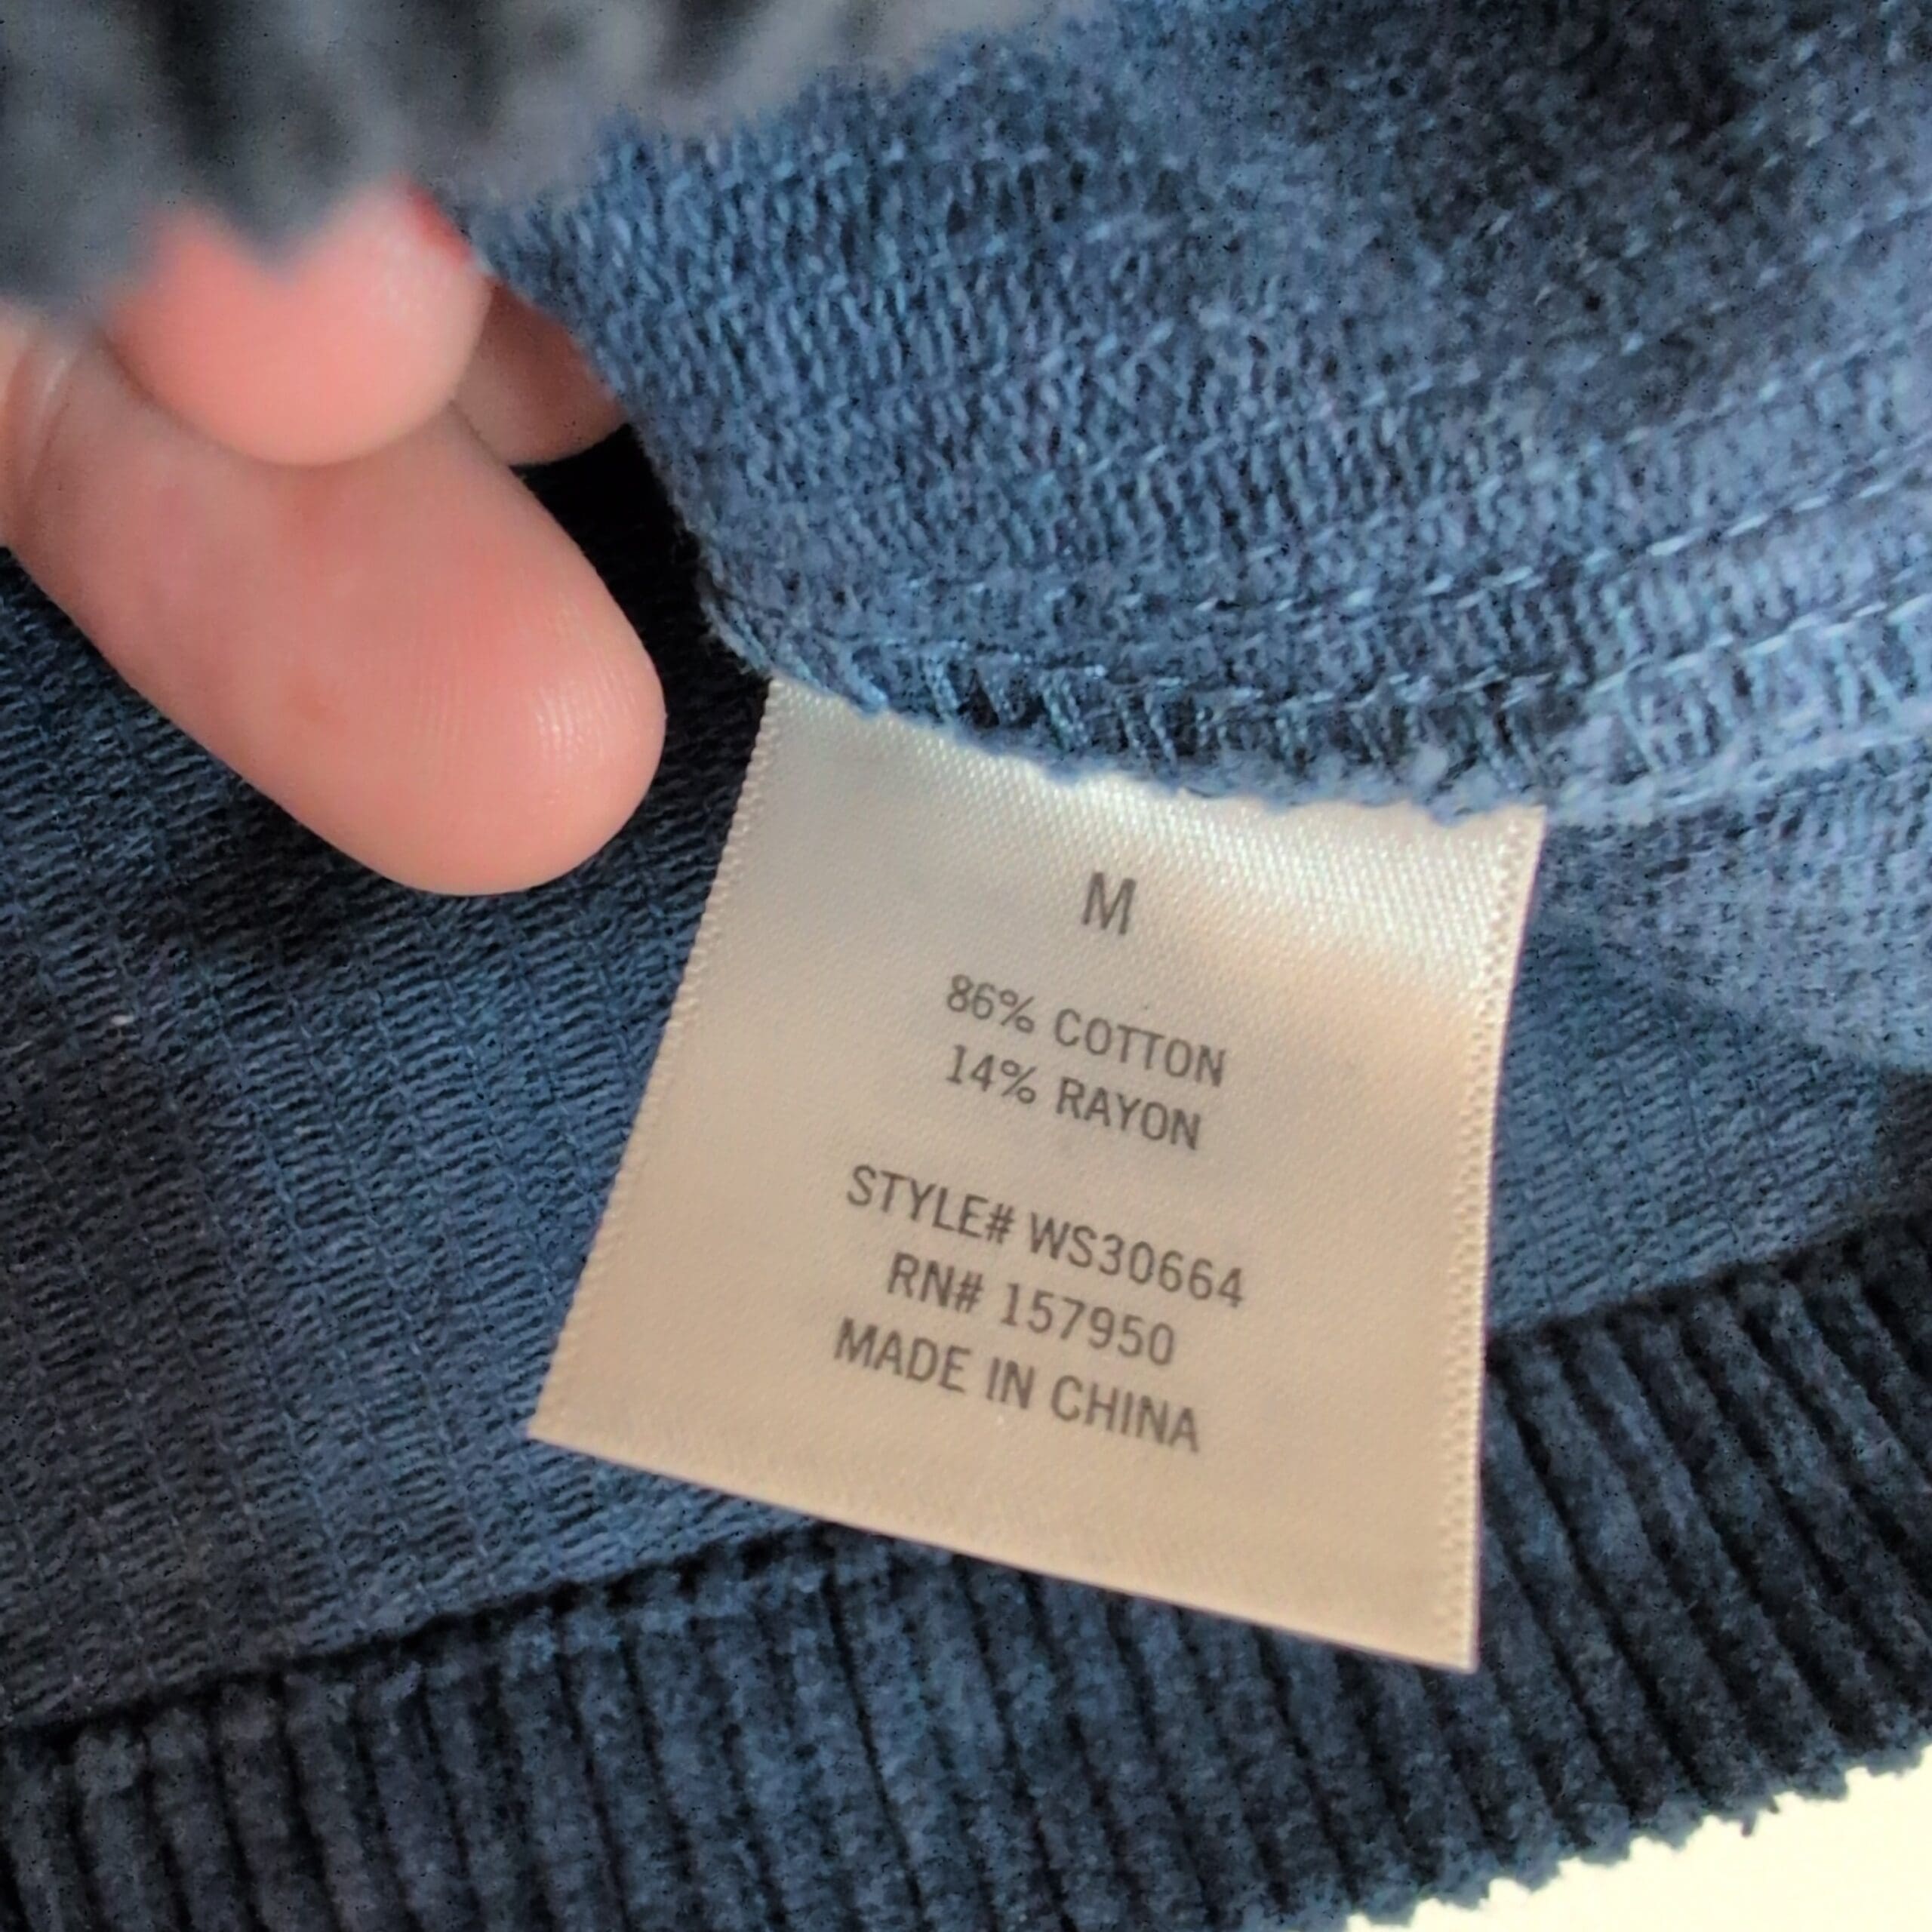 M
86% COTTON
14% RAYON
STYLE# WS30664
RN# 157950
MADE IN CHINA